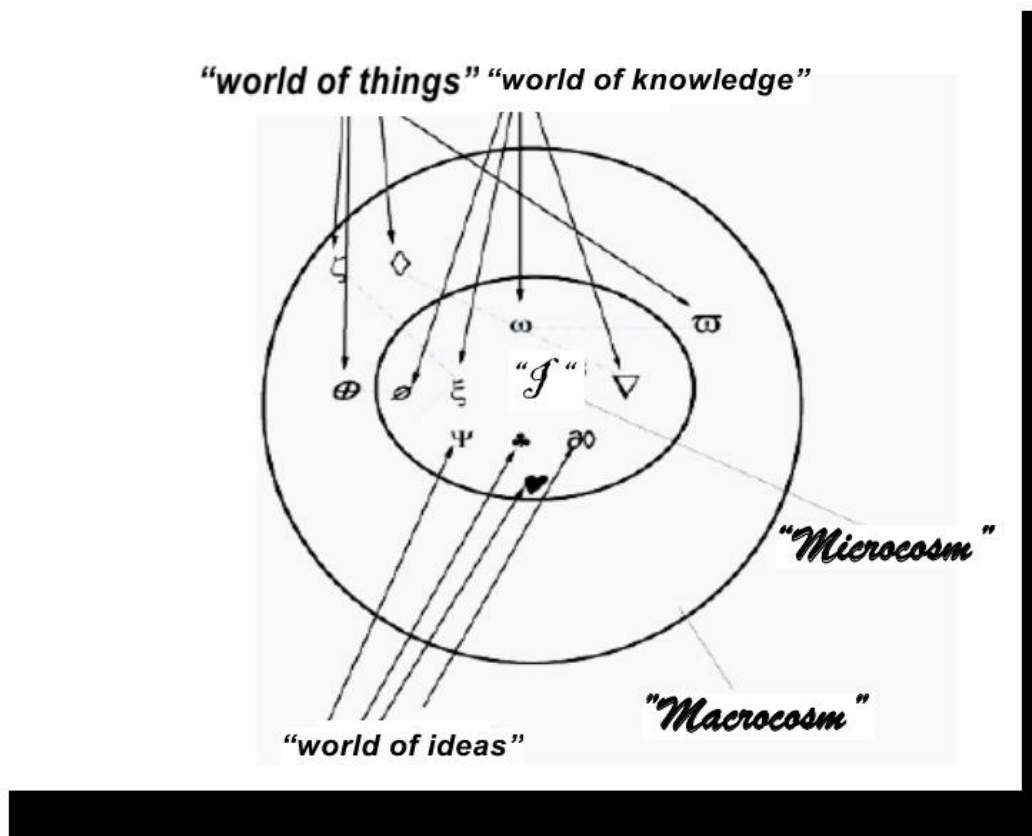 “world of things” “world of knowledge”
ζ ◊
ω ϖ
⊕ ∅ ξ “I“ ∇
Ψ ♣ ∂◊
♥
“Microcosm”
"Macrocosm"
“world of ideas”